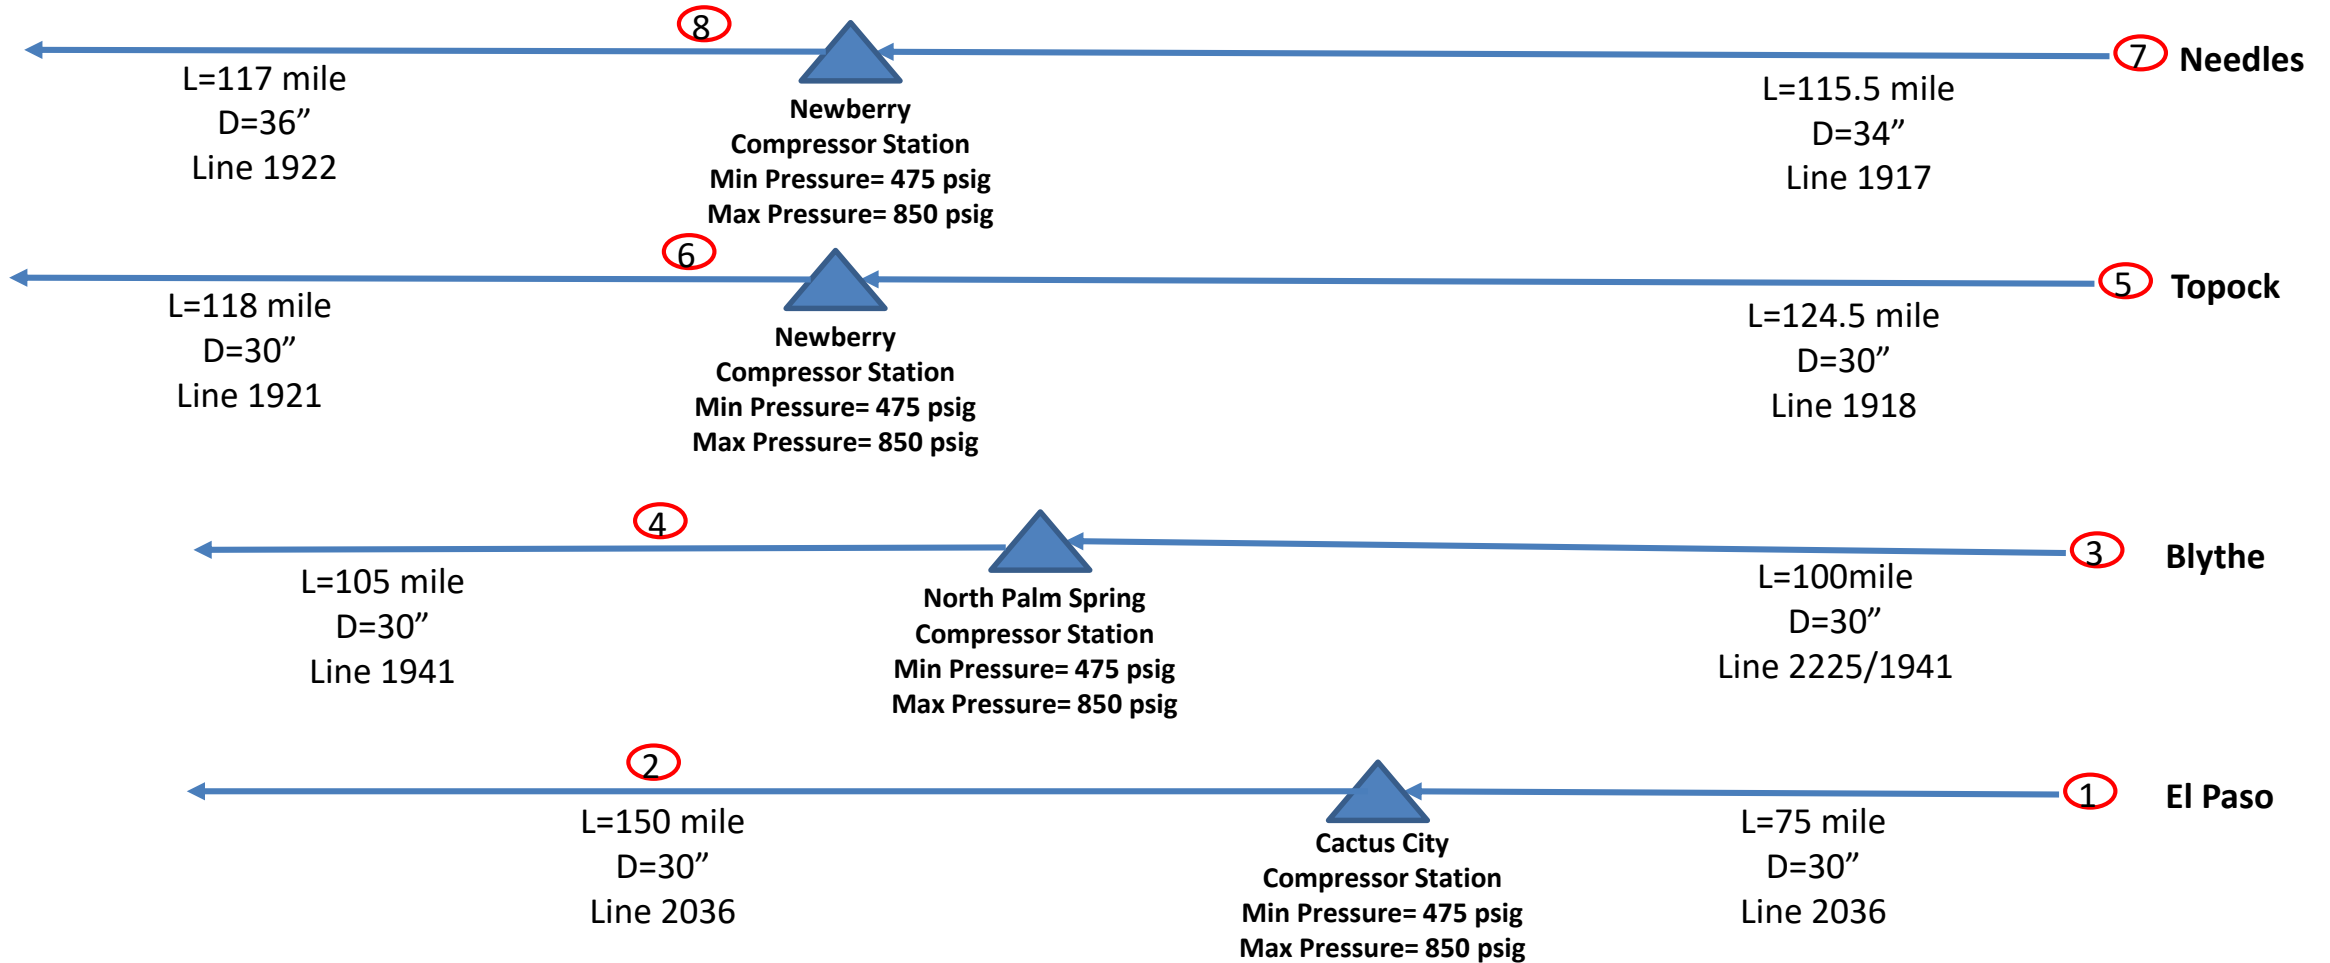 8
7
Needles
L=117 mile
D=36”
Line 1922
Newberry
Compressor Station
Min Pressure= 475 psig
Max Pressure= 850 psig
L=115.5 mile
D=34”
Line 1917
6
5
Topock
L=118 mile
D=30”
Line 1921
Newberry
Compressor Station
Min Pressure= 475 psig
Max Pressure= 850 psig
L=124.5 mile
D=30”
Line 1918
4
3
Blythe
L=105 mile
D=30”
Line 1941
North Palm Spring
Compressor Station
Min Pressure= 475 psig
Max Pressure= 850 psig
L=100mile
D=30”
Line 2225/1941
2
1
El Paso
L=150 mile
D=30”
Line 2036
Cactus City
Compressor Station
Min Pressure= 475 psig
Max Pressure= 850 psig
L=75 mile
D=30”
Line 2036